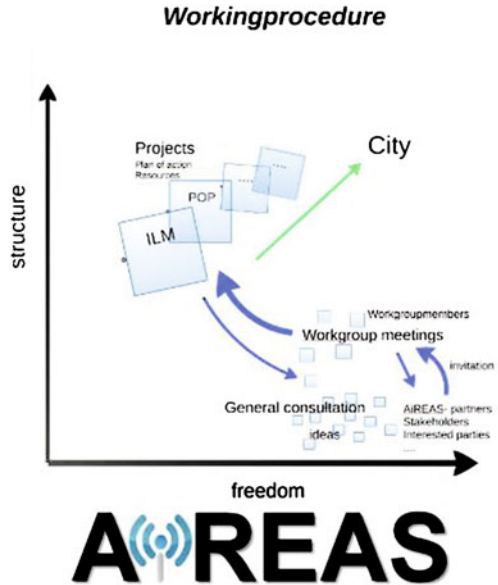 Workingprocedure
structure
Projects
Plan of action
Resources
....
....
POP
ILM
City
Workgroupmembers
Workgroup meetings
invitation
General consultation
ideas
AiREAS- partners
Stakeholders
Interested parties
....
freedom
AiREAS